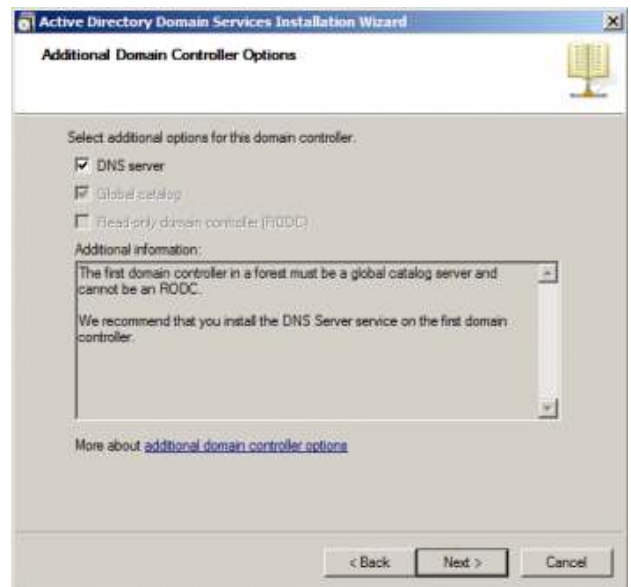 Active Directory Domain Services Installation Wizard
Additional Domain Controller Options
Select additional options for this domain controller.
DNS server
Global catalog
Read-only domain controller (RODC)
Additional information:
The first domain controller in a forest must be a global catalog server and
cannot be an RODC.
We recommend that you install the DNS Server service on the first domain
controller.
More about additional domain controller options
< Back
Next >
Cancel